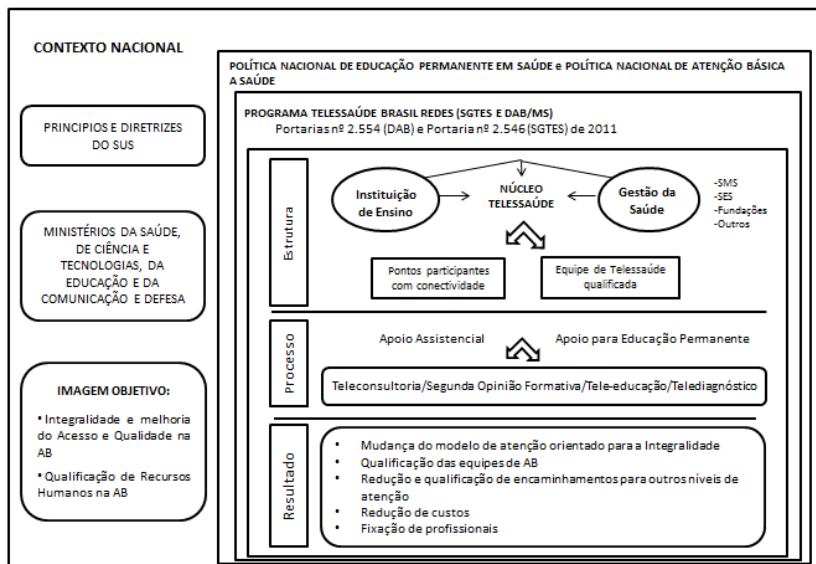 CONTEXTO NACIONAL
PRINCIPIOS E DIRETRIZES
DO SUS
MINISTÉRIOS DA SAÚDE,
DE CIÊNCIA E
TECNOLOGIAS, DA
EDUCAÇÃO E DA
COMUNICAÇÃO E DEFESA
IMAGEM OBJETIVO:
• Integralidade e melhoria
do Acesso e Qualidade na
AB
• Qualificação de Recursos
Humanos na AB
POLÍTICA NACIONAL DE EDUCAÇÃO PERMANENTE EM SAÚDE e POLÍTICA NACIONAL DE ATENÇÃO BÁSICA
A SAÚDE
PROGRAMA TELESSAÚDE BRASIL REDES (SGTES E DAB/MS)
Portarias nº 2.554 (DAB) e Portaria nº 2.546 (SGTES) de 2011
Estrutura
Instituição
de Ensino
NÚCLEO
TELESSAÚDE
Gestão da
Saúde
-SMS
-SES
-Fundações
-Outros
Pontos participantes
com conectividade
Equipe de Telessaúde
qualificada
Processo
Apoio Assistencial
Apoio para Educação Permanente
Teleconsultoria/Segunda Opinião Formativa/Tele-educação/Telediagnóstico
Resultado
• Mudança do modelo de atenção orientado para a Integralidade
• Qualificação das equipes de AB
• Redução e qualificação de encaminhamentos para outros níveis de
atenção
• Redução de custos
• Fixação de profissionais